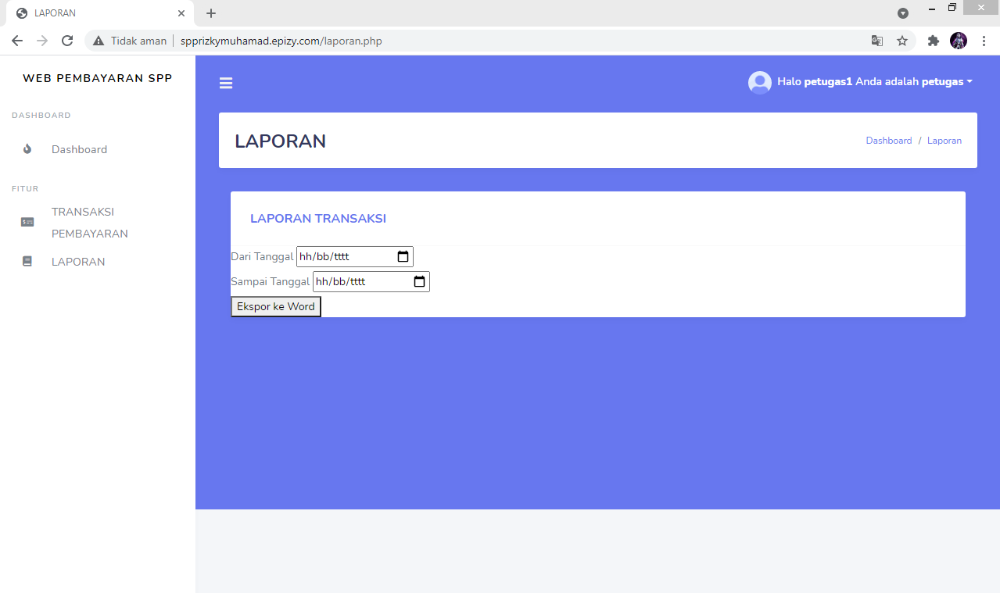 LAPORAN
Tidak aman | spprizkymuhamad.epizy.com/laporan.php
WEB PEMBAYARAN SPP
Halo petugas1 Anda adalah petugas
DASHBOARD
Dashboard
FITUR
TRANSAKSI
PEMBAYARAN
LAPORAN
LAPORAN
Dashboard / Laporan
LAPORAN TRANSAKSI
Dari Tanggal hh/bb/tttt
Sampai Tanggal hh/bb/tttt
Ekspor ke Word